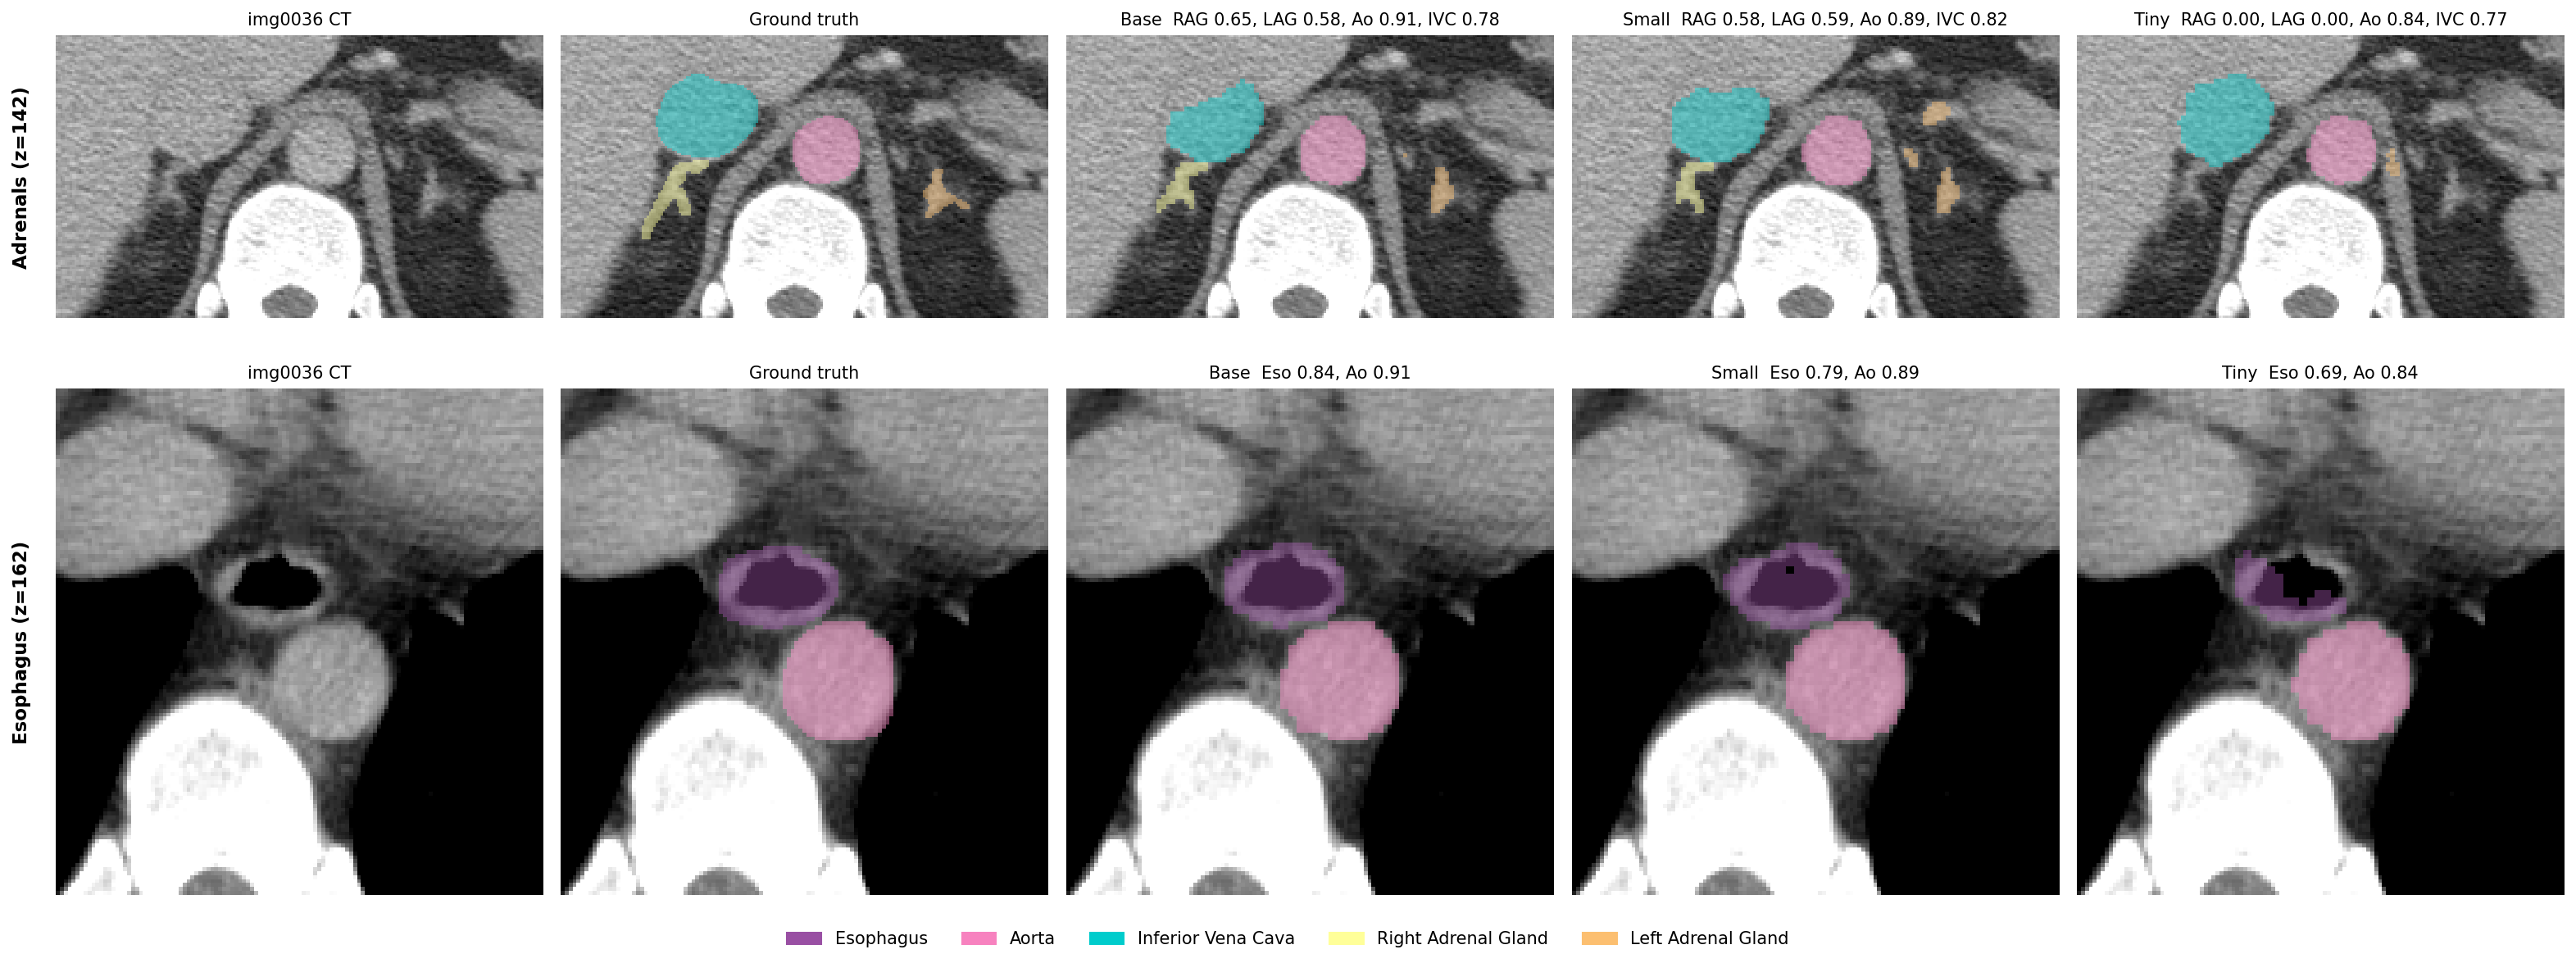 img0036 CT
Ground truth
Base RAG 0.65, LAG 0.58, Ao 0.91, IVC 0.78
Small RAG 0.58, LAG 0.59, Ao 0.89, IVC 0.82
Tiny RAG 0.00, LAG 0.00, Ao 0.84, IVC 0.77
Adrenals (z=142)
img0036 CT
Ground truth
Base Eso 0.84, Ao 0.91
Small Eso 0.79, Ao 0.89
Tiny Eso 0.69, Ao 0.84
Esophagus (z=162)
Esophagus
Aorta
Inferior Vena Cava
Right Adrenal Gland
Left Adrenal Gland